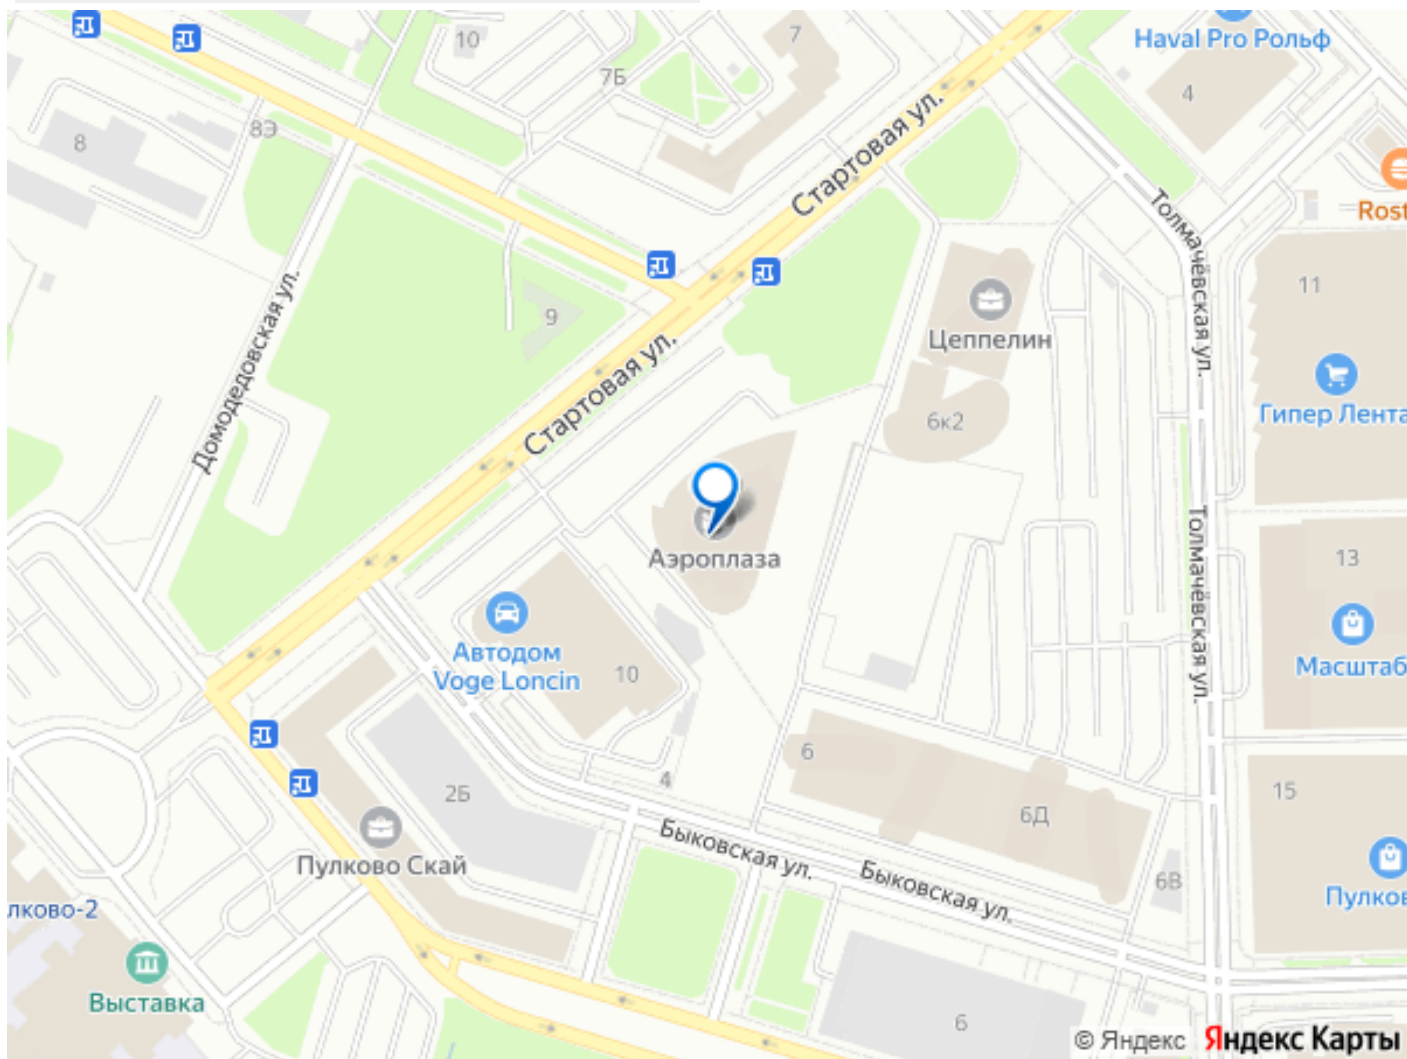 10
7
Haval Pro Рольф
7Б
4
8Э
8
Стартовая ул.
Толмачёвская ул.
Rost
Домодедовская ул.
9
11
Цеппелин
Стартовая ул.
Гипер Лента
6к2
Аэроплаза
Толмачёвская ул.
13
Автодом
Voge Loncin
10
Масштаб
6
4
2Б
15
6Д
Быковская ул.
Пулково Скай
Быковская ул.
6В
Пулков
лково-2
Выставка
6
© Яндекс Яндекс Карты